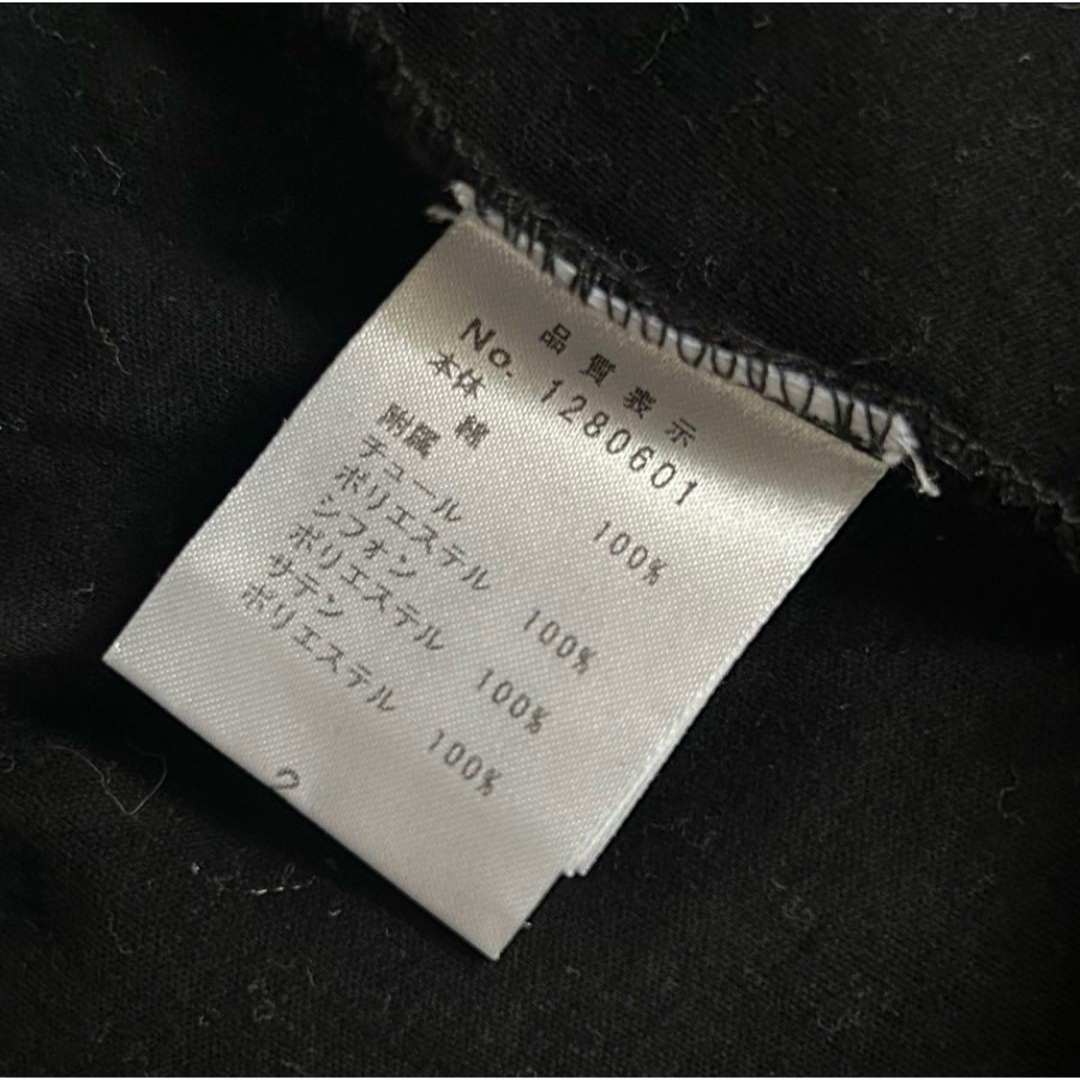 品質表示
No. 1280601
本体
綿 100%
附属
チュール
ポリエステル 100%
シフォン
ポリエステル 100%
サテン
ポリエステル 100%
2